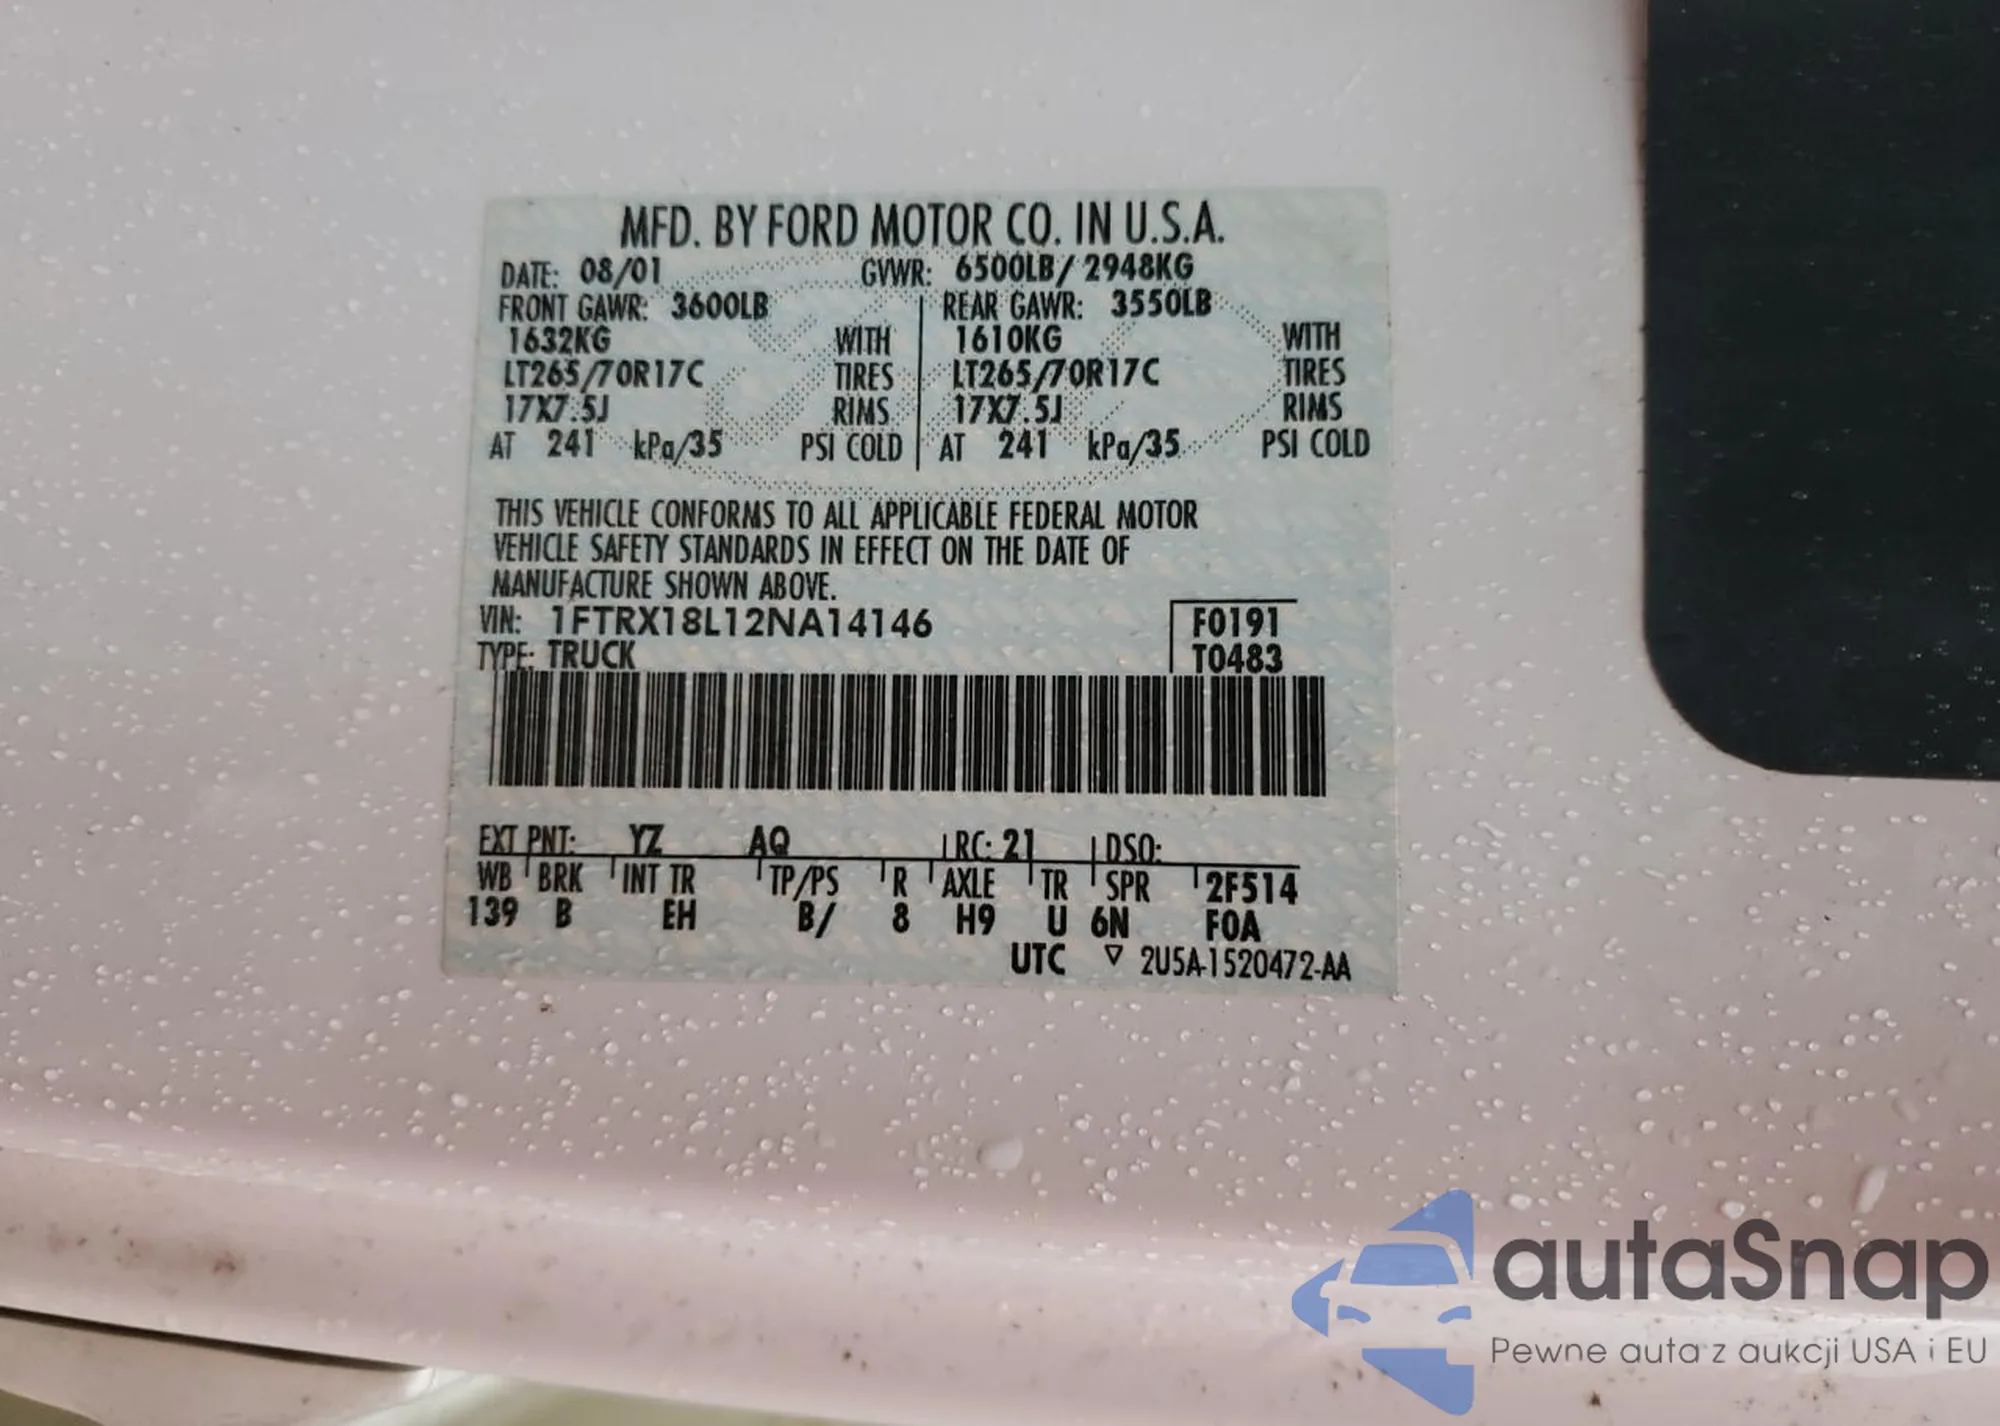 MFD. BY FORD MOTOR CO. IN U.S.A.
DATE: 08/01 GVWR: 6500LB/ 2948KG
FRONT GAWR: 3600LB REAR GAWR: 3550LB
1632KG WITH 1610KG WITH
LT265/70R17C TIRES LT265/70R17C TIRES
17X7.5J RIMS 17X7.5J RIMS
AT 241 kPa/35 PSI COLD AT 241 kPa/35 PSI COLD
THIS VEHICLE CONFORMS TO ALL APPLICABLE FEDERAL MOTOR
VEHICLE SAFETY STANDARDS IN EFFECT ON THE DATE OF
MANUFACTURE SHOWN ABOVE.
VIN: 1FTRX18L12NA14146 F0191
TYPE: TRUCK T0483
EXT PNT: YZ AQ RC: 21 DSO:
WB BRK INT TR TP/PS R AXLE TR SPR 2F514
139 B EH B/ 8 H9 U 6N F0A
UTC ▽ 2U5A-1520472-AA
autaSnap
Pewne auta z aukcji USA i EU